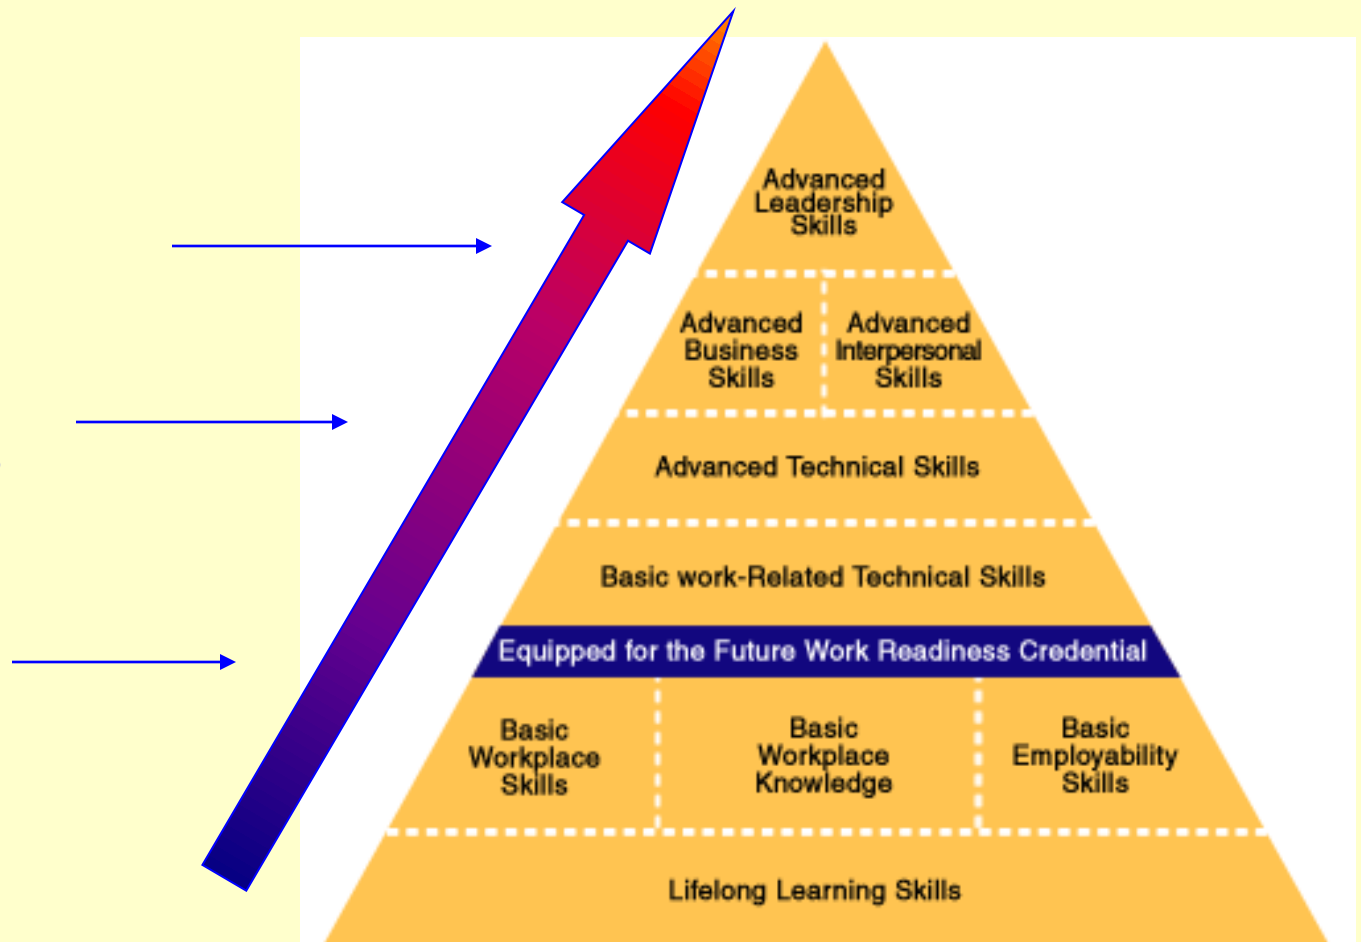 Advanced
Leadership
Skills
Advanced
Business
Skills
Advanced
Interpersonal
Skills
Advanced Technical Skills
Basic work-Related Technical Skills
Equipped for the Future Work Readiness Credential
Basic
Workplace
Skills
Basic
Workplace
Knowledge
Basic
Employability
Skills
Lifelong Learning Skills